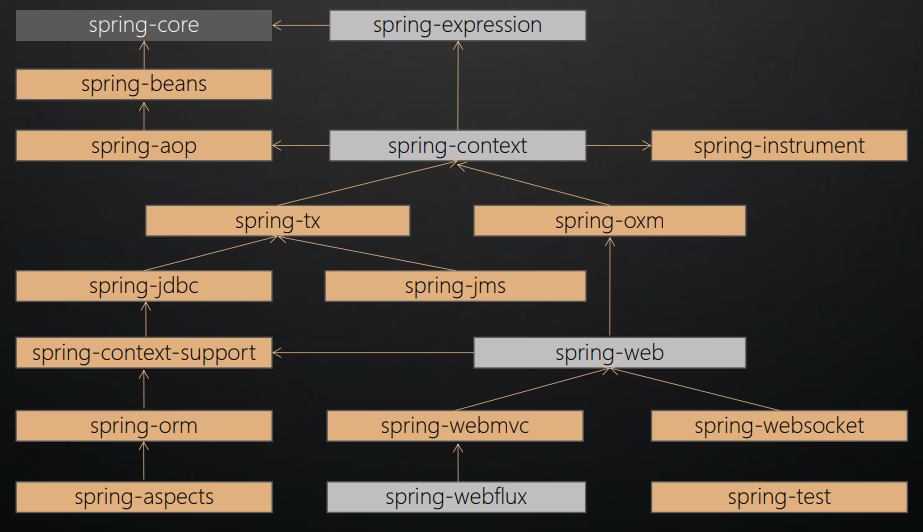 spring-core
spring-expression
spring-beans
spring-aop
spring-context
spring-instrument
spring-tx
spring-oxm
spring-jdbc
spring-jms
spring-context-support
spring-web
spring-orm
spring-webmvc
spring-websocket
spring-aspects
spring-webflux
spring-test